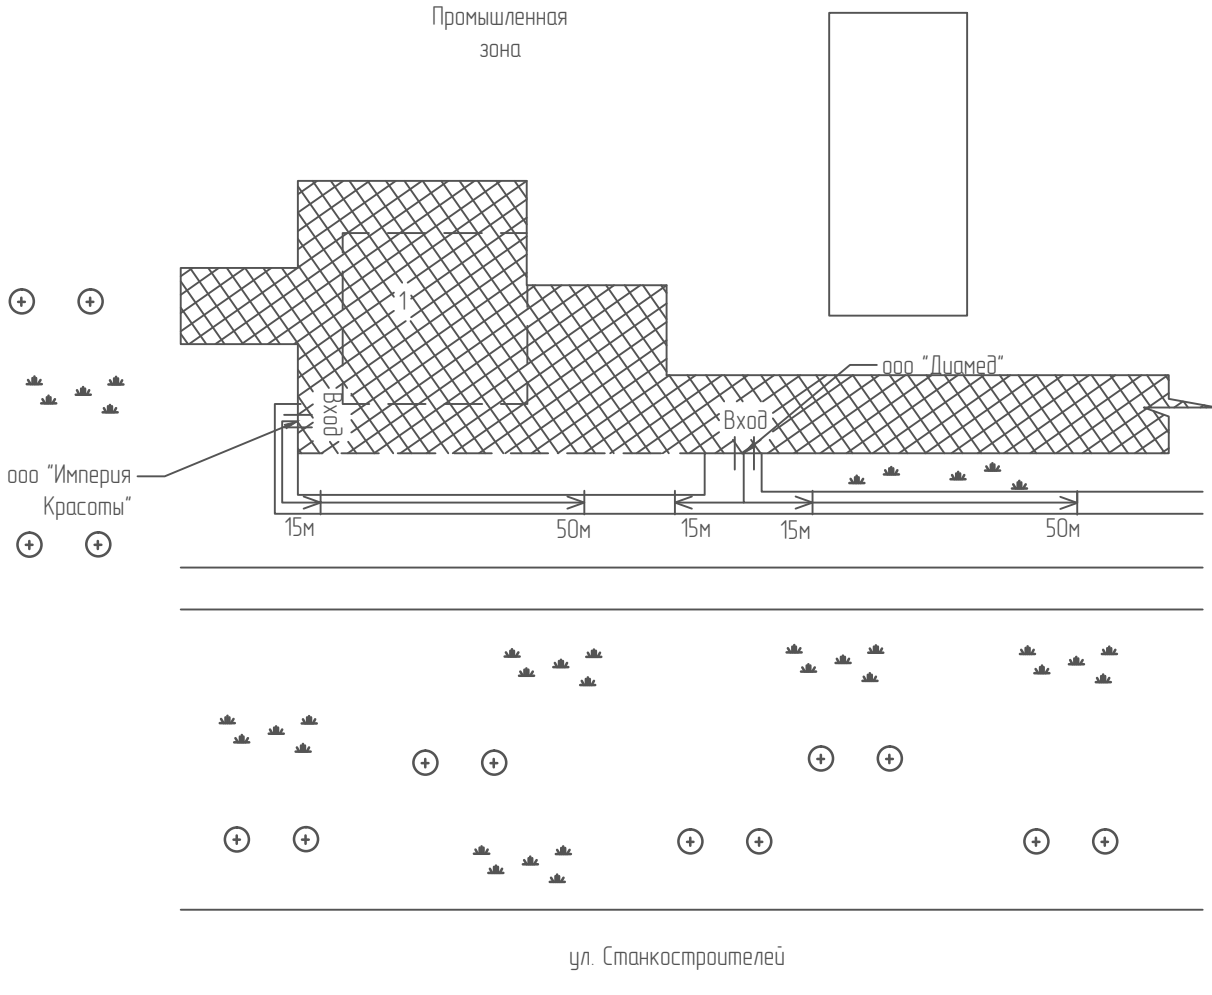 Промышленная
зона
1
ооо "Диамед"
Вход
Вход
ооо "Империя
Красоты"
15м
50м
15м
15м
50м
ул. Станкостроителей